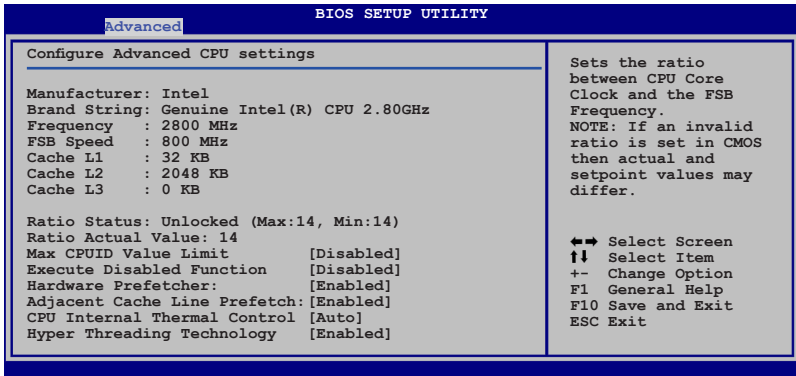 BIOS SETUP UTILITY
Advanced
Configure Advanced CPU settings
Manufacturer: Intel
Brand String: Genuine Intel(R) CPU 2.80GHz
Frequency : 2800 MHz
FSB Speed : 800 MHz
Cache L1 : 32 KB
Cache L2 : 2048 KB
Cache L3 : 0 KB
Ratio Status: Unlocked (Max:14, Min:14)
Ratio Actual Value: 14
Max CPUID Value Limit [Disabled]
Execute Disabled Function [Disabled]
Hardware Prefetcher: [Enabled]
Adjacent Cache Line Prefetch: [Enabled]
CPU Internal Thermal Control [Auto]
Hyper Threading Technology [Enabled]
Sets the ratio
between CPU Core
Clock and the FSB
Frequency.
NOTE: If an invalid
ratio is set in CMOS
then actual and
setpoint values may
differ.
←→ Select Screen
↑↓ Select Item
+- Change Option
F1 General Help
F10 Save and Exit
ESC Exit